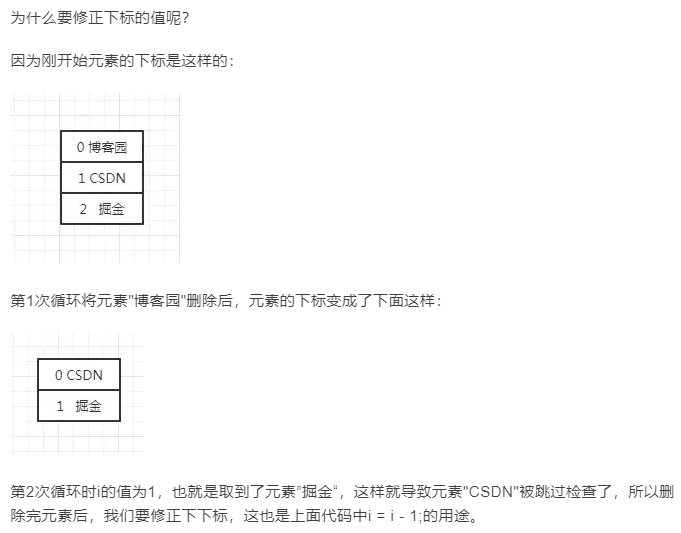 为什么要修正下标的值呢？
因为刚开始元素的下标是这样的：
0 博客园
1 CSDN
2 掘金
第1次循环将元素"博客园"删除后，元素的下标变成了下面这样：
0 CSDN
1 掘金
第2次循环时i的值为1，也就是取到了元素”掘金“，这样就导致元素"CSDN"被跳过检查了，所以删
除完元素后，我们要修正下下标，这也是上面代码中i = i - 1;的用途。